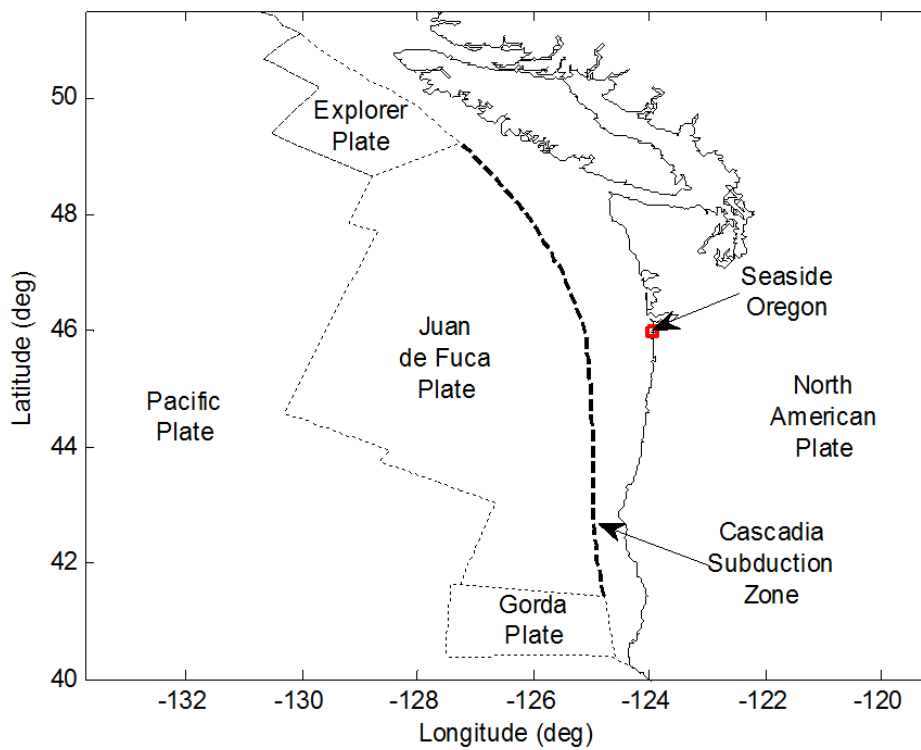 Explorer
Plate
Seaside
Oregon
Juan
de Fuca
Plate
Pacific
Plate
North
American
Plate
Cascadia
Subduction
Zone
Gorda
Plate
50
48
46
44
42
40
Latitude (deg)
-132
-130
-128
-126
-124
-122
-120
Longitude (deg)